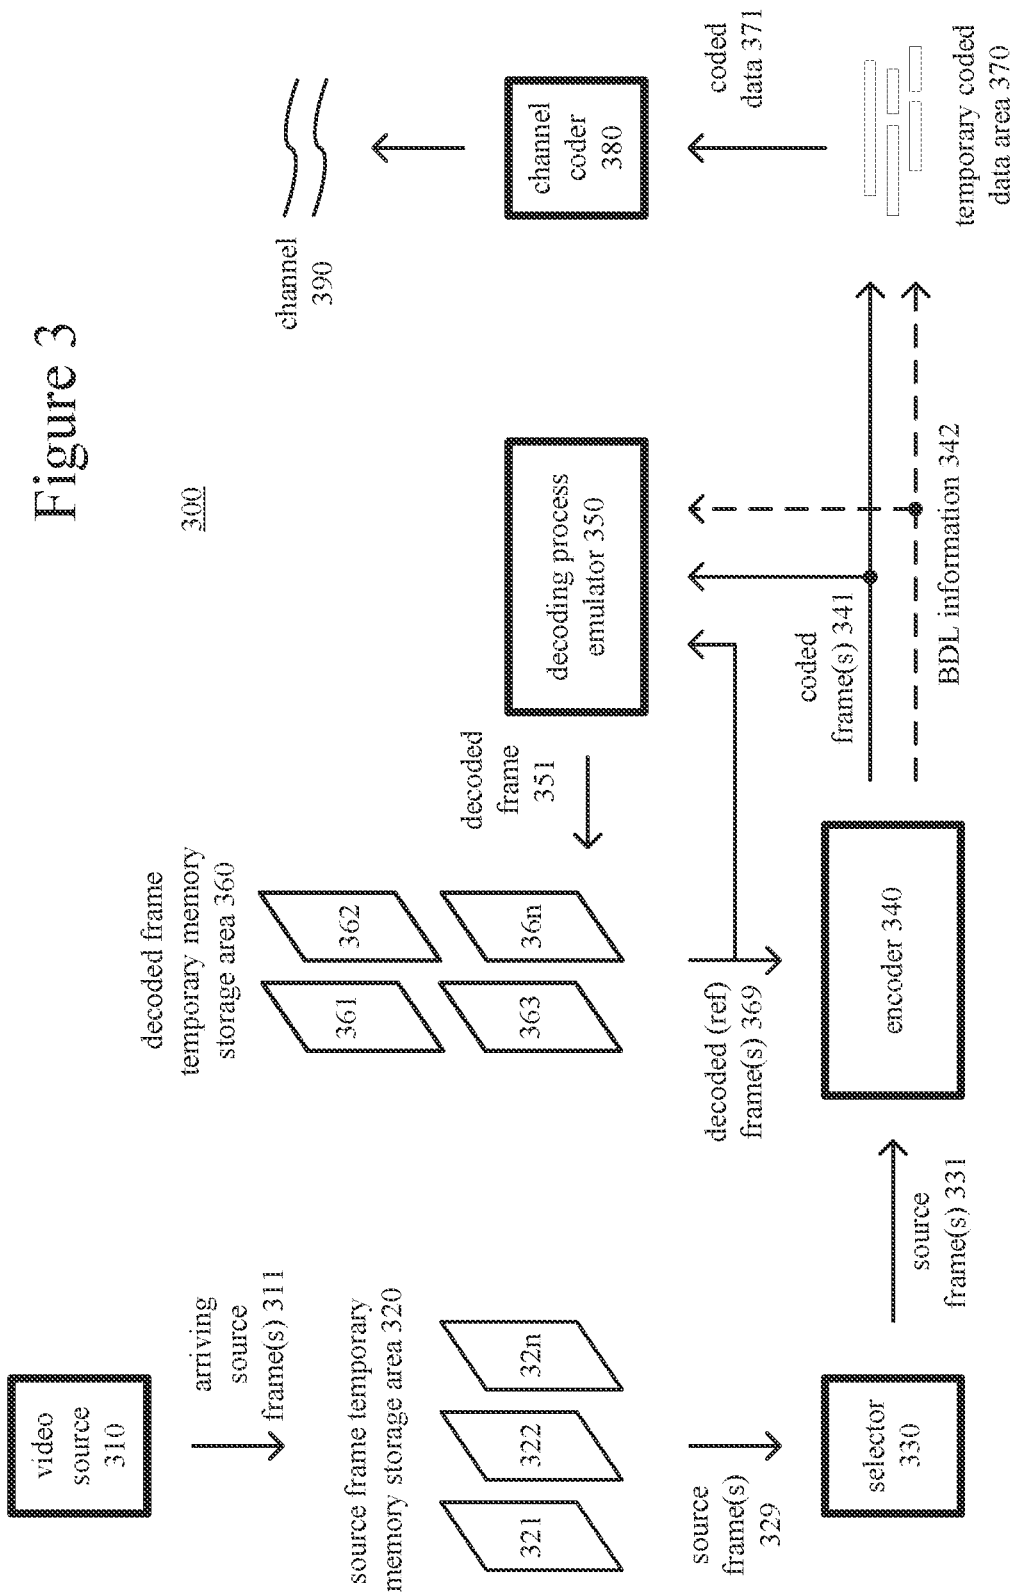 Figure 3
300
video
source
310
arriving
source
frame(s) 311
source frame temporary
memory storage area 320
321
322
32n
source
frame(s)
329
selector
330
source
frame(s) 331
encoder 340
decoded frame
temporary memory
storage area 360
361
362
363
36n
decoded (ref)
frame(s) 369
decoded
frame
351
decoding process
emulator 350
coded
frame(s) 341
BDL information 342
channel
390
channel
coder
380
coded
data 371
temporary coded
data area 370